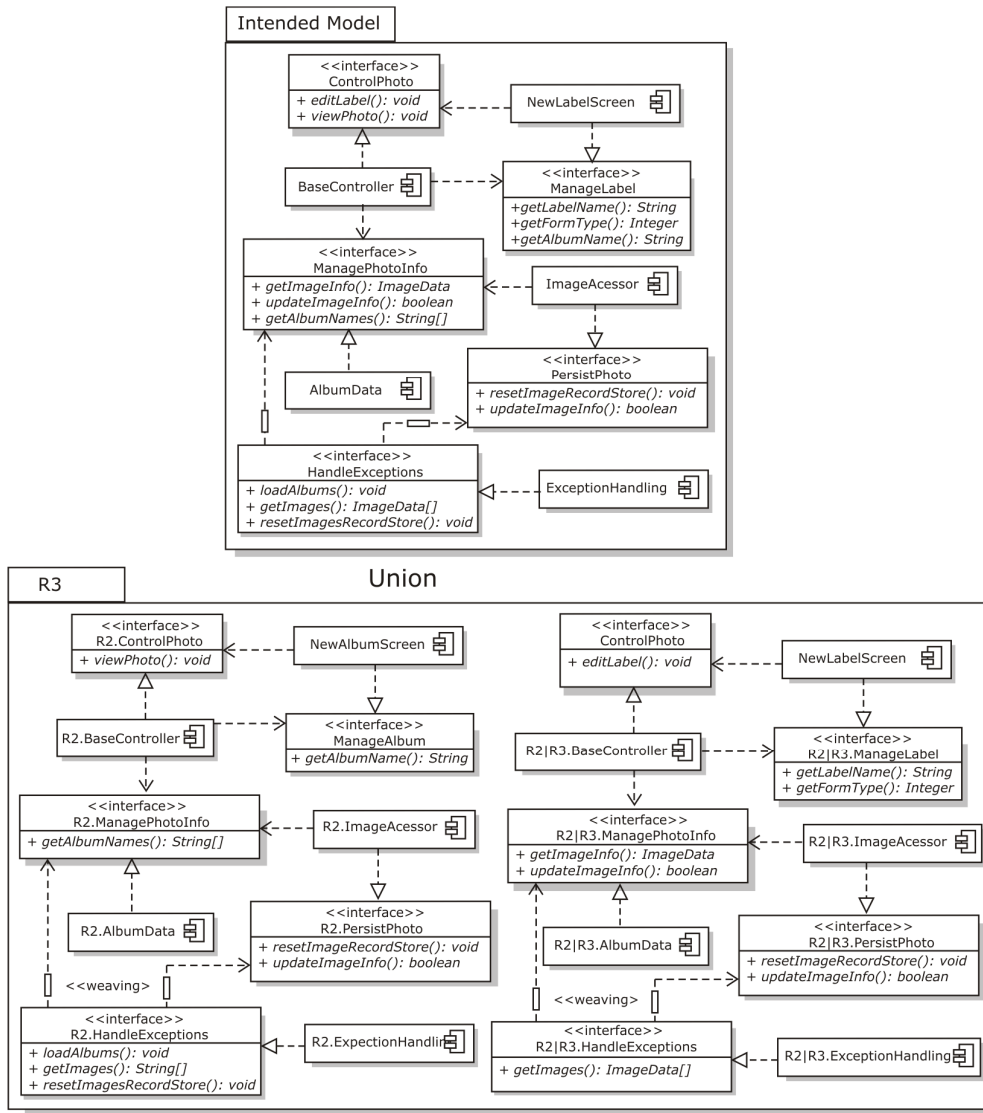 Intended Model
<<interface>>
ControlPhoto
+ editLabel(): void
+ viewPhoto(): void
NewLabelScreen
BaseController
<<interface>>
ManageLabel
+getLabelName(): String
+getFormType(): Integer
+getAlbumName(): String
<<interface>>
ManagePhotoInfo
+ getImageInfo(): ImageData
+ updateImageInfo(): boolean
+ getAlbumNames(): String[]
ImageAcessor
AlbumData
<<interface>>
PersistPhoto
+ resetImageRecordStore(): void
+ updateImageInfo(): boolean
<<interface>>
HandleExceptions
+ loadAlbums(): void
+ getImages(): ImageData[]
+ resetImagesRecordStore(): void
ExceptionHandling
R3
Union
<<interface>>
R2.ControlPhoto
+ viewPhoto(): void
NewAlbumScreen
R2.BaseController
<<interface>>
ManageAlbum
+ getAlbumName(): String
<<interface>>
R2.ManagePhotoInfo
+ getAlbumNames(): String[]
R2.ImageAcessor
R2.AlbumData
<<interface>>
R2.PersistPhoto
+ resetImageRecordStore(): void
+ updateImageInfo(): boolean
<<weaving>
<<interface>>
R2.HandleExceptions
+ loadAlbums(): void
+ getImages(): String[]
+ resetImagesRecordStore(): void
R2.ExpectionHandling
<<interface>>
ControlPhoto
+ editLabel(): void
NewLabelScreen
R2|R3.BaseController
<<interface>>
R2|R3.ManageLabel
+ getLabelName(): String
+ getFormType(): Integer
<<interface>>
R2|R3.ManagePhotoInfo
+ getImageInfo(): ImageData
+ updateImageInfo(): boolean
R2|R3.ImageAcessor
R2|R3.AlbumData
<<interface>>
R2|R3.PersistPhoto
+ resetImageRecordStore(): void
+ updateImageInfo(): boolean
<<weaving>
<<interface>>
R2|R3.HandleExceptions
+ getImages(): ImageData[]
R2|R3.ExceptionHandling